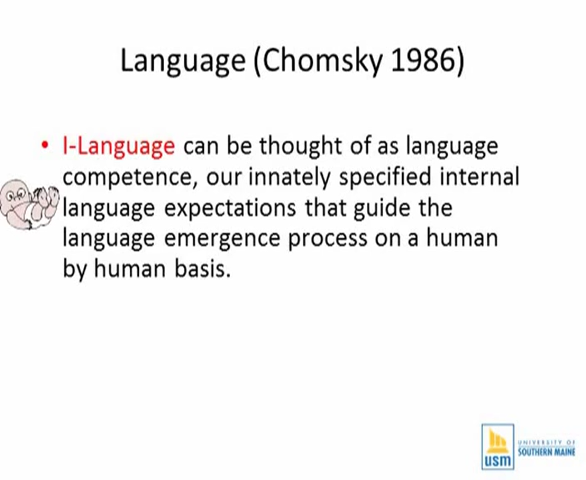 Language (Chomsky 1986)
• I-Language can be thought of as language
competence, our innately specified internal
language expectations that guide the
language emergence process on a human
by human basis.
usm
UNIVERSITY OF
SOUTHERN MAINE